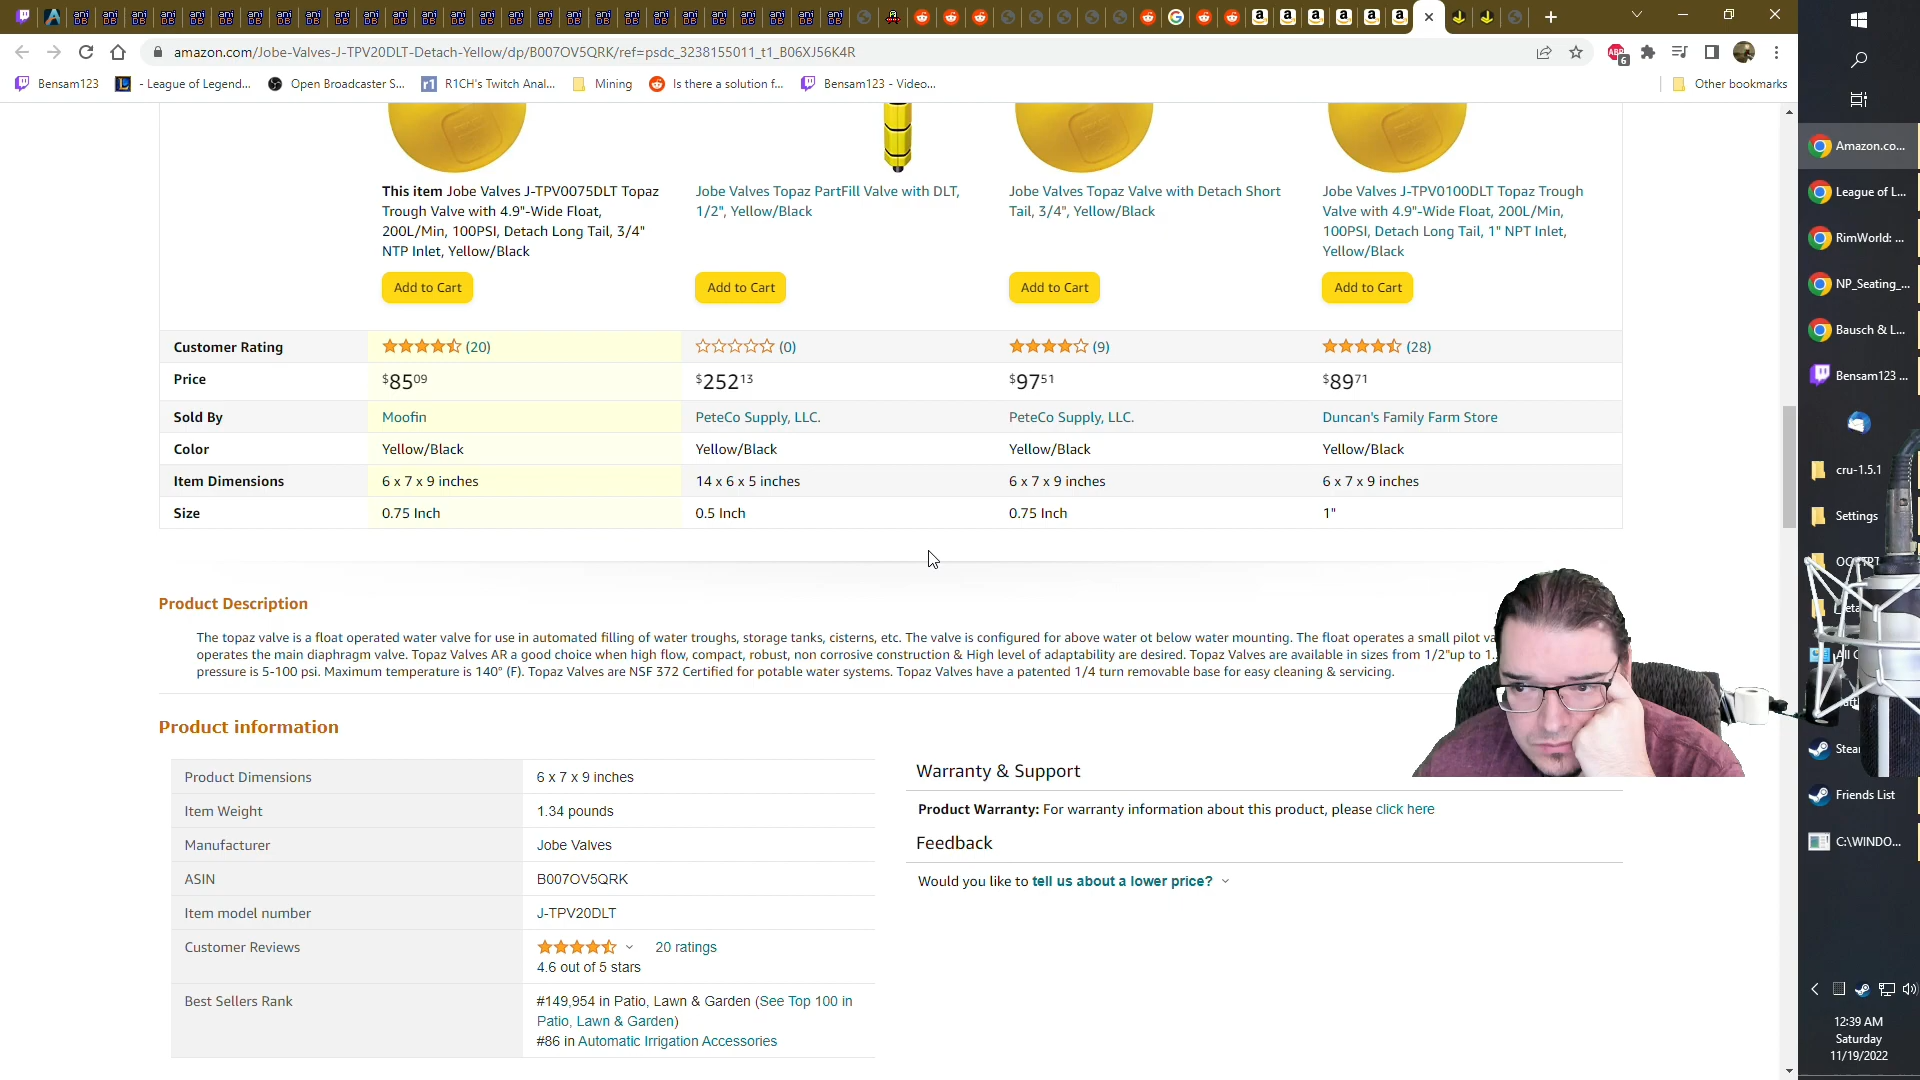 amazon.com/Jobe-Valves-J-TPV20DLT-Detach-Yellow/dp/B007OV5QRK/ref=psdc_3238155011_t1_B06XJ56K4R
Bensam123
- League of Legend...
Open Broadcaster S...
R1CH's Twitch Anal...
Mining
Is there a solution f...
Bensam123 - Video...
Other bookmarks
This item Jobe Valves J-TPV0075DLT Topaz
Trough Valve with 4.9"-Wide Float,
200L/Min, 100PSI, Detach Long Tail, 3/4"
NTP Inlet, Yellow/Black
Jobe Valves Topaz PartFill Valve with DLT,
1/2", Yellow/Black
Jobe Valves Topaz Valve with Detach Short
Tail, 3/4", Yellow/Black
Jobe Valves J-TPV0100DLT Topaz Trough
Valve with 4.9"-Wide Float, 200L/Min,
100PSI, Detach Long Tail, 1" NPT Inlet,
Yellow/Black
Add to Cart
Add to Cart
Add to Cart
Add to Cart
Customer Rating (20) (0) (9) (28)
Price $85 09 $252 13 $97 51 $89 71
Sold By Moofin PeteCo Supply, LLC. PeteCo Supply, LLC. Duncan's Family Farm Store
Color Yellow/Black Yellow/Black Yellow/Black Yellow/Black
Item Dimensions 6 x 7 x 9 inches 14 x 6 x 5 inches 6 x 7 x 9 inches 6 x 7 x 9 inches
Size 0.75 Inch 0.5 Inch 0.75 Inch 1"
Product Description
The topaz valve is a float operated water valve for use in automated filling of water troughs, storage tanks, cisterns, etc. The valve is configured for above water ot below water mounting. The float operates a small pilot
operates the main diaphragm valve. Topaz Valves AR a good choice when high flow, compact, robust, non corrosive construction & High level of adaptability are desired. Topaz Valves are available in sizes from 1/2"up to
pressure is 5-100 psi. Maximum temperature is 140° (F). Topaz Valves are NSF 372 Certified for potable water systems. Topaz Valves have a patented 1/4 turn removable base for easy cleaning & servicing.
Product information
Product Dimensions 6 x 7 x 9 inches
Item Weight 1.34 pounds
Manufacturer Jobe Valves
ASIN B007OV5QRK
Item model number J-TPV20DLT
Customer Reviews 20 ratings
4.6 out of 5 stars
Best Sellers Rank #149,954 in Patio, Lawn & Garden (See Top 100 in
Patio, Lawn & Garden)
#86 in Automatic Irrigation Accessories
Warranty & Support
Product Warranty: For warranty information about this product, please click here
Feedback
Would you like to tell us about a lower price?
Amazon.co...
League of L...
RimWorld: ...
NP_Seating_...
Bausch & L...
Bensam123 ...
cru-1.5.1
Settings
Friends List
C:\WINDO...
12:39 AM
Saturday
11/19/2022